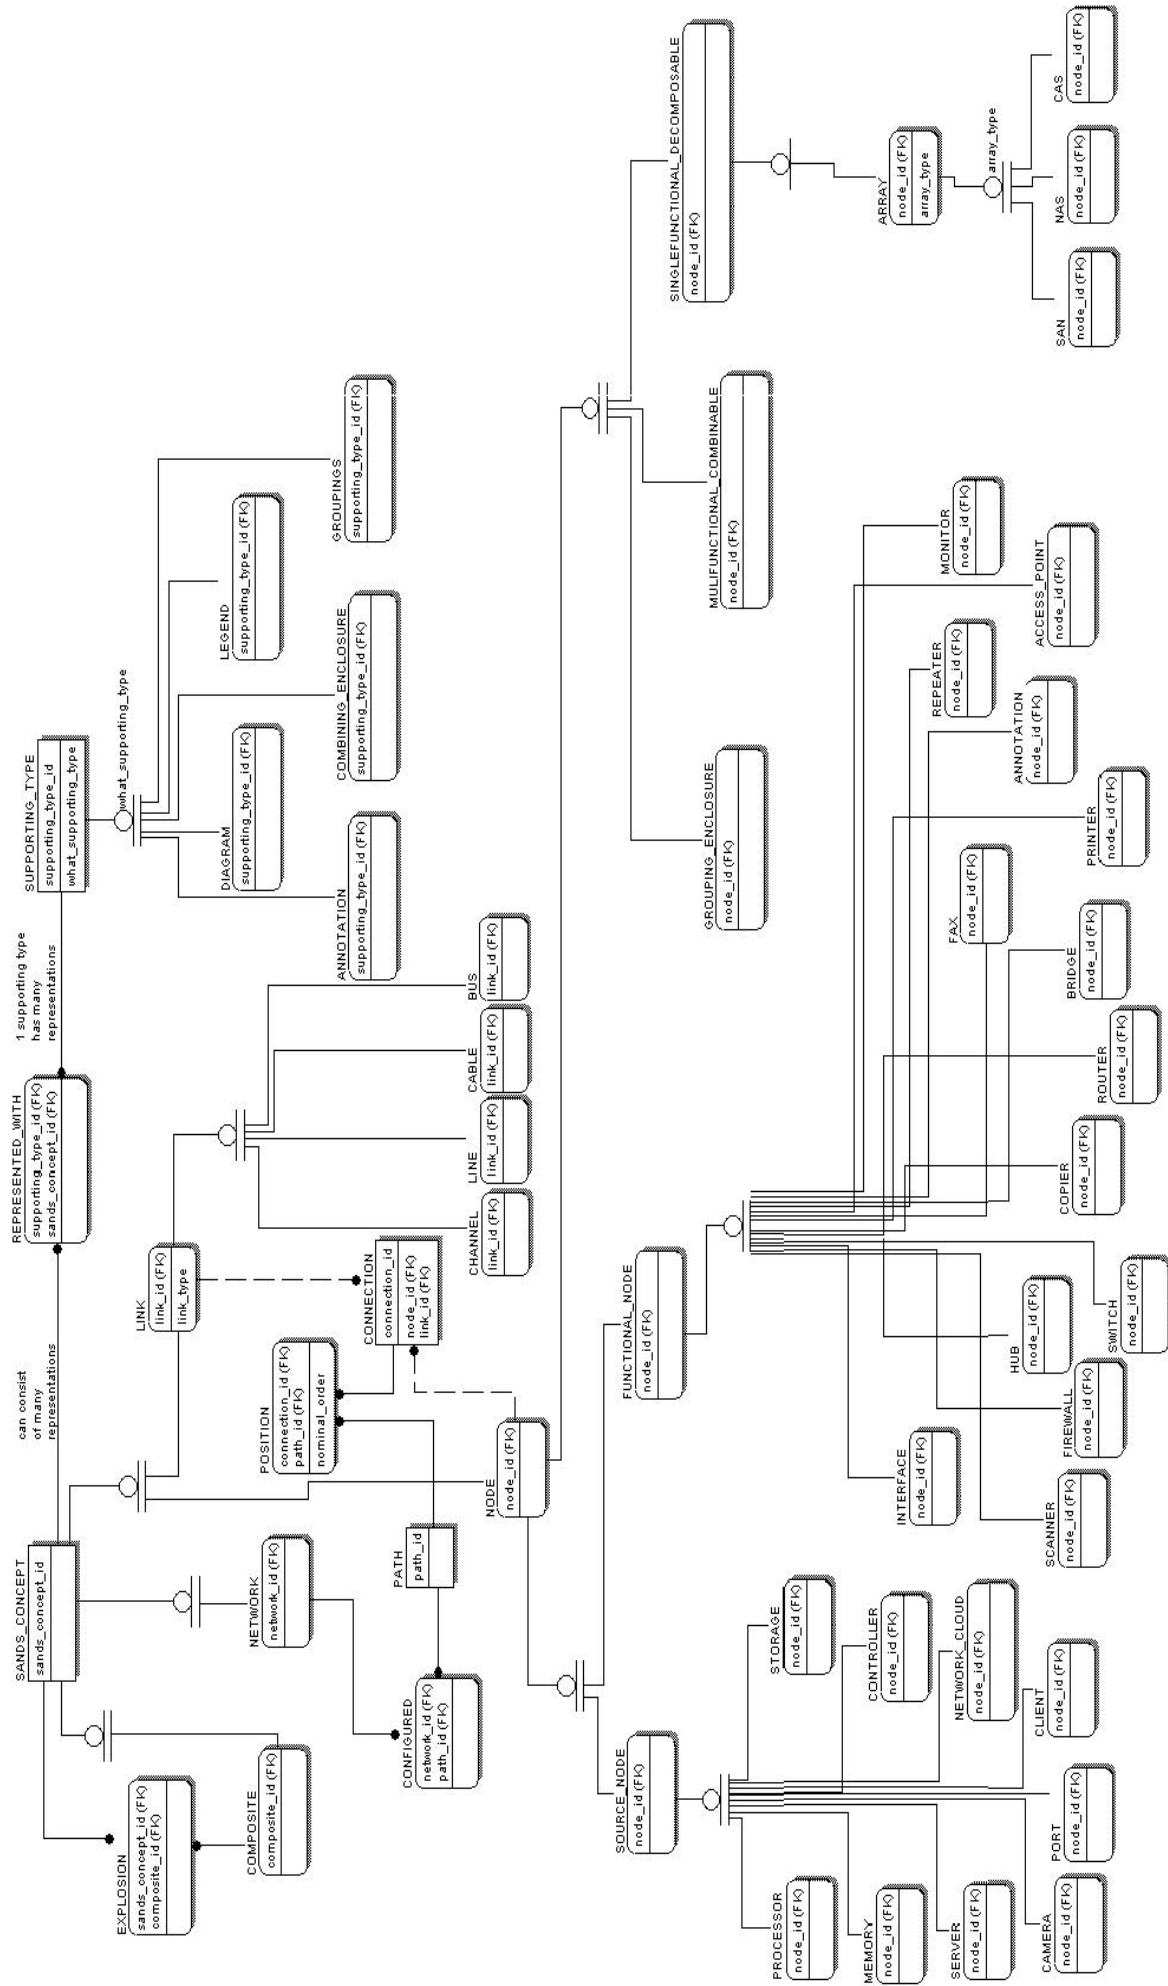 SANDS_CONCEPT
sands_concept_id
can consist
of many
representations
REPRESENTED_WITH
supporting_type_id (FK)
sands_concept_id (FK)
1 supporting type
has many
representations
SUPPORTING_TYPE
supporting_type_id
what_supporting_type
what_supporting_type
EXPLOSION
sands_concept_id (FK)
composite_id (FK)
COMPOSITE
composite_id (FK)
NETWORK
network_id (FK)
CONFIGURED
network_id (FK)
path_id (FK)
PATH
path_id
LINK
link_id (FK)
link_type
POSITION
connection_id (FK)
path_id (FK)
nominal_order
CONNECTION
connection_id
node_id (FK)
link_id (FK)
CHANNEL
link_id (FK)
LINE
link_id (FK)
CABLE
link_id (FK)
BUS
link_id (FK)
ANNOTATION
supporting_type_id (FK)
DIAGRAM
supporting_type_id (FK)
COMBINING_ENCLOSURE
supporting_type_id (FK)
LEGEND
supporting_type_id (FK)
GROUPINGS
supporting_type_id (FK)
NODE
node_id (FK)
SOURCE_NODE
node_id (FK)
FUNCTIONAL_NODE
node_id (FK)
GROUPING_ENCLOSURE
node_id (FK)
MULIFUNCTIONAL_COMBINABLE
node_id (FK)
SINGLEFUNCTIONAL_DECOMPOSABLE
node_id (FK)
ARRAY
node_id (FK)
array_type
array_type
SAN
node_id (FK)
NAS
node_id (FK)
CAS
node_id (FK)
PROCESSOR
node_id (FK)
MEMORY
node_id (FK)
SERVER
node_id (FK)
CAMERA
node_id (FK)
PORT
node_id (FK)
CLIENT
node_id (FK)
NETWORK_CLOUD
node_id (FK)
CONTROLLER
node_id (FK)
STORAGE
node_id (FK)
INTERFACE
node_id (FK)
SCANNER
node_id (FK)
FIREWALL
node_id (FK)
HUB
node_id (FK)
SWITCH
node_id (FK)
COPIER
node_id (FK)
ROUTER
node_id (FK)
BRIDGE
node_id (FK)
FAX
node_id (FK)
PRINTER
node_id (FK)
ANNOTATION
node_id (FK)
REPEATER
node_id (FK)
ACCESS_POINT
node_id (FK)
MONITOR
node_id (FK)